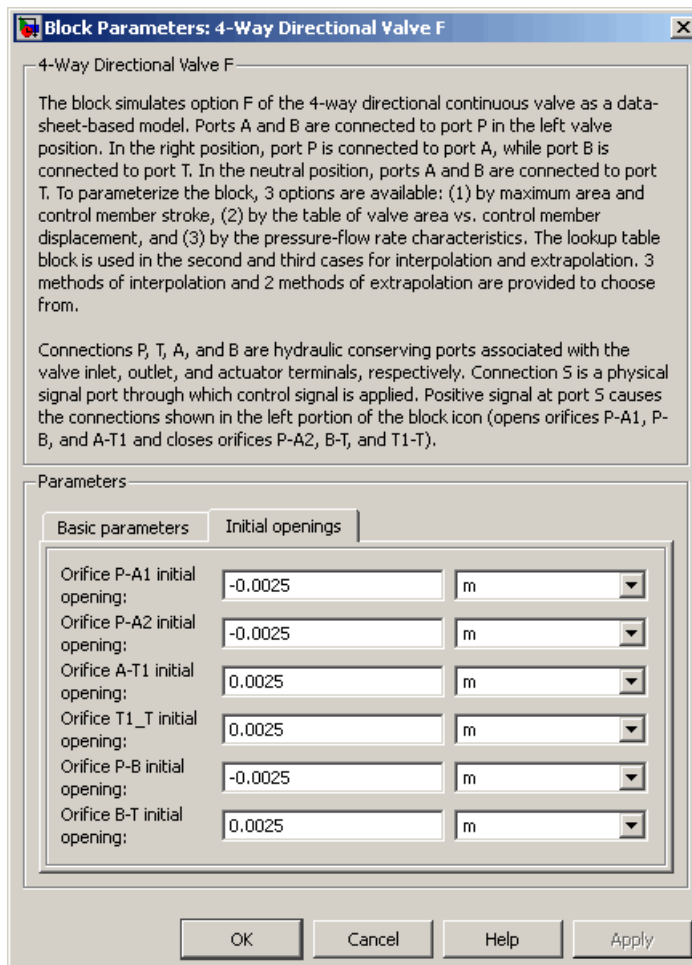 Block Parameters: 4-Way Directional Valve F
4-Way Directional Valve F
The block simulates option F of the 4-way directional continuous valve as a data-
sheet-based model. Ports A and B are connected to port P in the left valve
position. In the right position, port P is connected to port A, while port B is
connected to port T. In the neutral position, ports A and B are connected to port
T. To parameterize the block, 3 options are available: (1) by maximum area and
control member stroke, (2) by the table of valve area vs. control member
displacement, and (3) by the pressure-flow rate characteristics. The lookup table
block is used in the second and third cases for interpolation and extrapolation. 3
methods of interpolation and 2 methods of extrapolation are provided to choose
from.
Connections P, T, A, and B are hydraulic conserving ports associated with the
valve inlet, outlet, and actuator terminals, respectively. Connection S is a physical
signal port through which control signal is applied. Positive signal at port S causes
the connections shown in the left portion of the block icon (opens orifices P-A1, P-
B, and A-T1 and closes orifices P-A2, B-T, and T1-T).
Parameters
Basic parameters Initial openings
Orifice P-A1 initial
opening: -0.0025 m
Orifice P-A2 initial
opening: -0.0025 m
Orifice A-T1 initial
opening: 0.0025 m
Orifice T1_T initial
opening: 0.0025 m
Orifice P-B initial
opening: -0.0025 m
Orifice B-T initial
opening: 0.0025 m
OK Cancel Help Apply